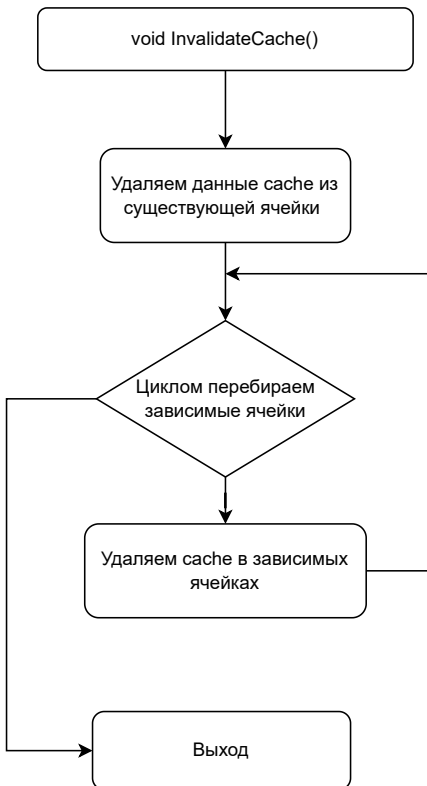 void InvalidateCache()
Удаляем данные cache из
существующей ячейки
Циклом перебираем
зависимые ячейки
Удаляем cache в зависимых
ячейках
Выход